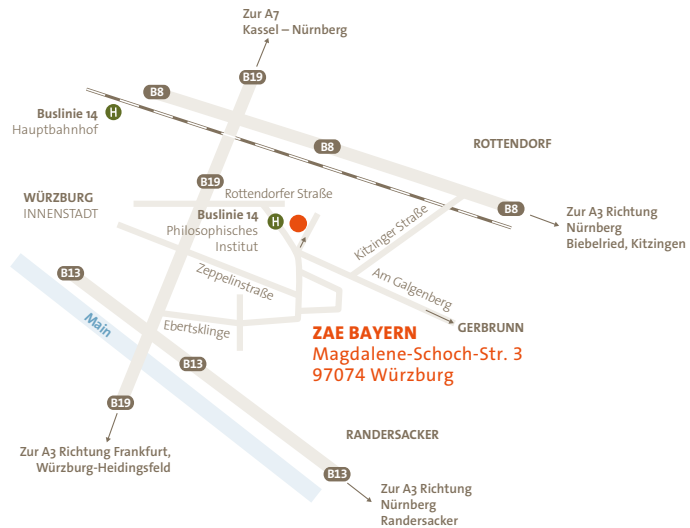 Zur A7
Kassel – Nürnberg
B19
B8
Buslinie 14
Hauptbahnhof
H
B8
ROTTENDORF
B19
Rottendorfer Straße
WÜRZBURG
INNENSTADT
B8
Buslinie 14
Philosophisches
Institut
H
Kitzinger Straße
Zur A3 Richtung
Nürnberg
Biebelried, Kitzingen
B13
Zeppelinstraße
Am Galgenberg
Main
Ebertsklinge
GERBRUNN
ZAE BAYERN
Magdalene-Schoch-Str. 3
97074 Würzburg
B13
B19
RANDERSACKER
Zur A3 Richtung Frankfurt,
Würzburg-Heidingsfeld
B13
Zur A3 Richtung
Nürnberg
Randersacker